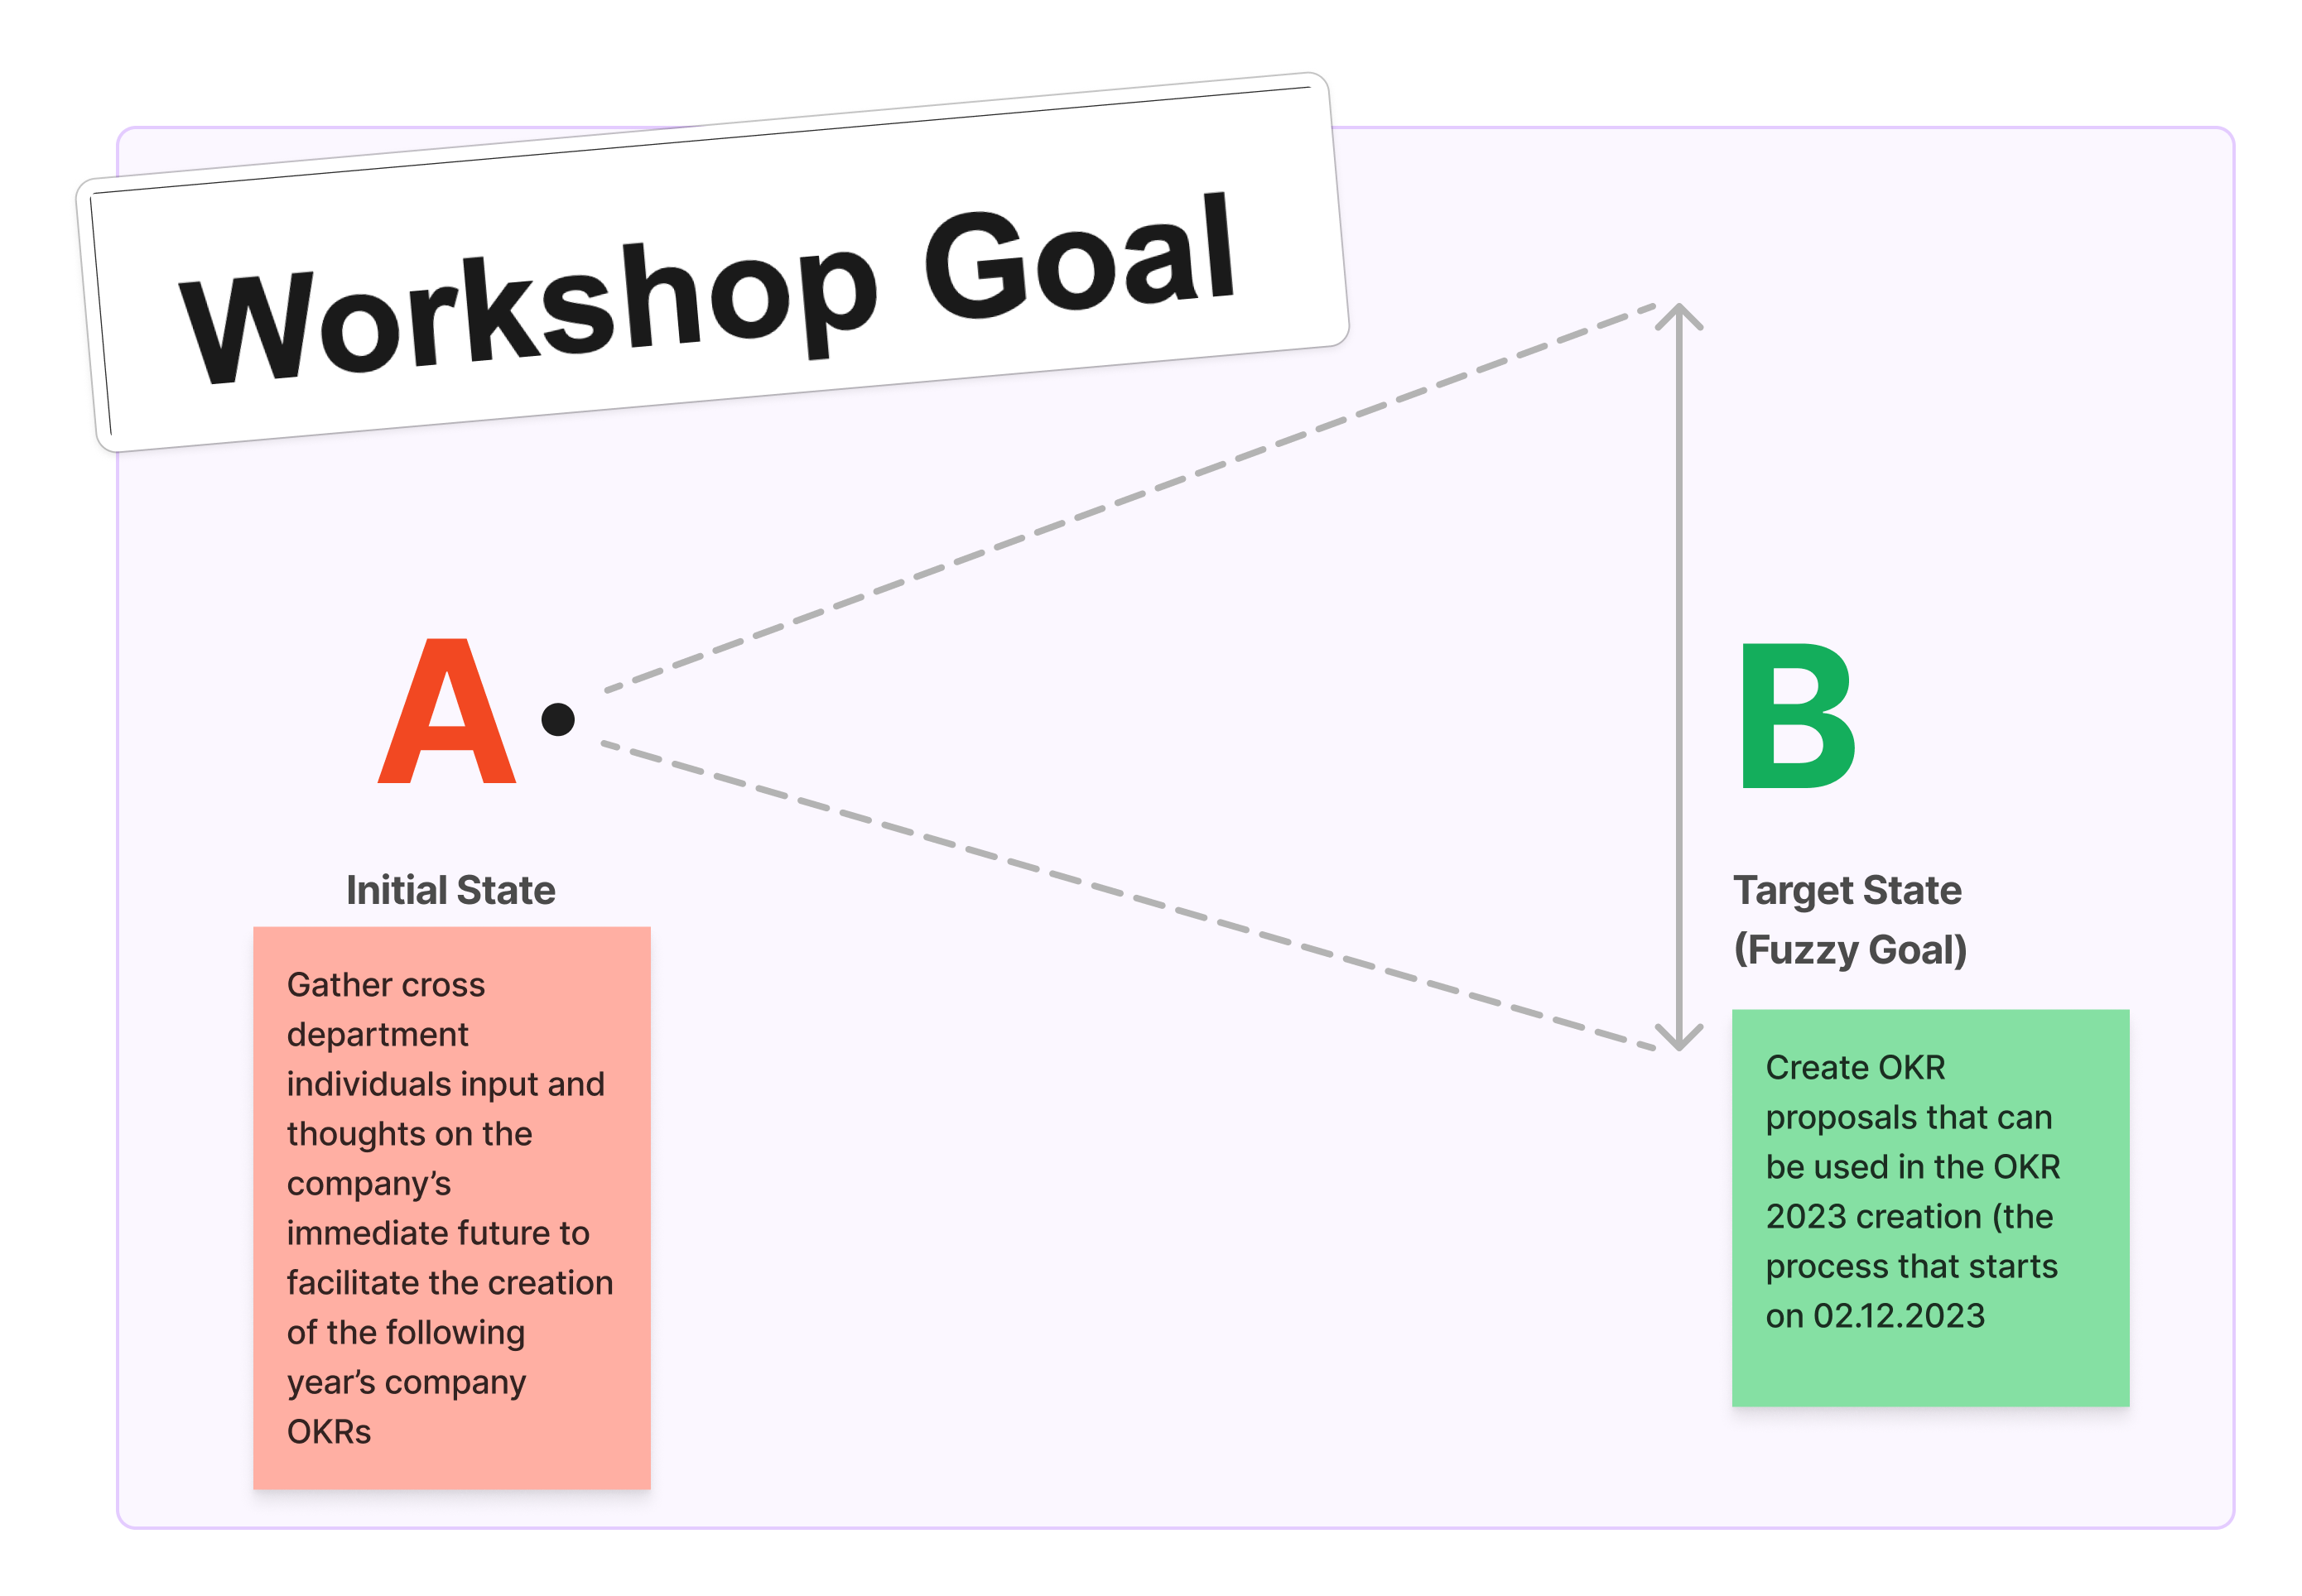 Workshop Goal
A
B
Initial State
Gather cross
department
individuals input and
thoughts on the
company’s
immediate future to
facilitate the creation
of the following
year’s company
OKRs
Target State
(Fuzzy Goal)
Create OKR
proposals that can
be used in the OKR
2023 creation (the
process that starts
on 02.12.2023